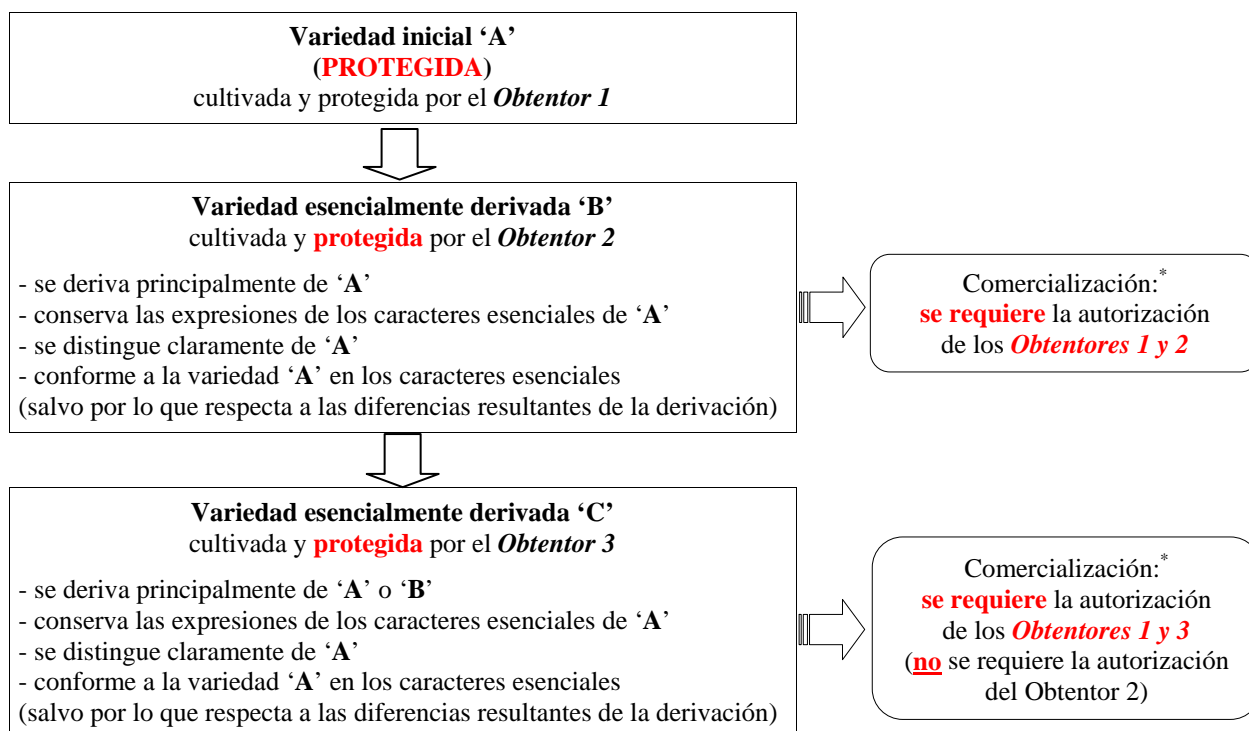 Variedad inicial ‘A’
(PROTEGIDA)
cultivada y protegida por el Obtentor 1
Variedad esencialmente derivada ‘B’
cultivada y protegida por el Obtentor 2
- se deriva principalmente de ‘A’
- conserva las expresiones de los caracteres esenciales de ‘A’
- se distingue claramente de ‘A’
- conforme a la variedad ‘A’ en los caracteres esenciales
(salvo por lo que respecta a las diferencias resultantes de la derivación)
Comercialización:*
se requiere la autorización
de los Obtentores 1 y 2
Variedad esencialmente derivada ‘C’
cultivada y protegida por el Obtentor 3
- se deriva principalmente de ‘A’ o ‘B’
- conserva las expresiones de los caracteres esenciales de ‘A’
- se distingue claramente de ‘A’
- conforme a la variedad ‘A’ en los caracteres esenciales
(salvo por lo que respecta a las diferencias resultantes de la derivación)
Comercialización:*
se requiere la autorización
de los Obtentores 1 y 3
(no se requiere la autorización
del Obtentor 2)